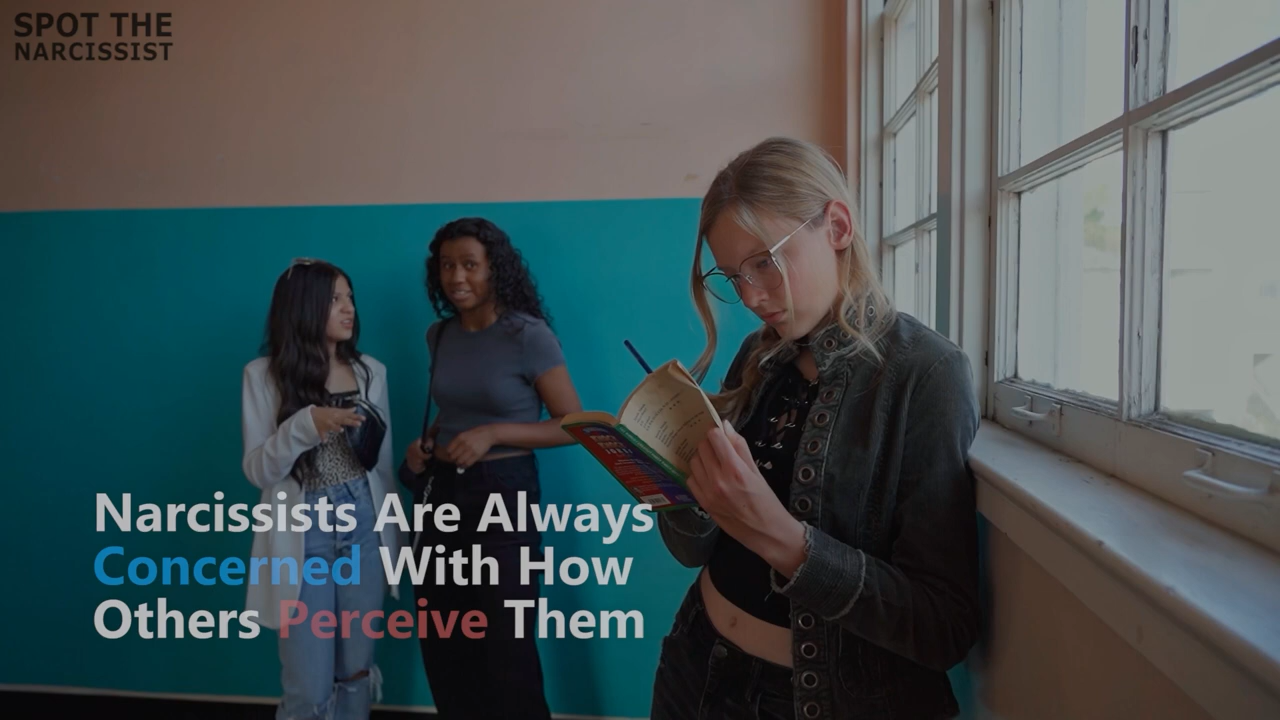 SPOT THE
NARCISSIST
Narcissists Are Always
Concerned With How
Others Perceive Them